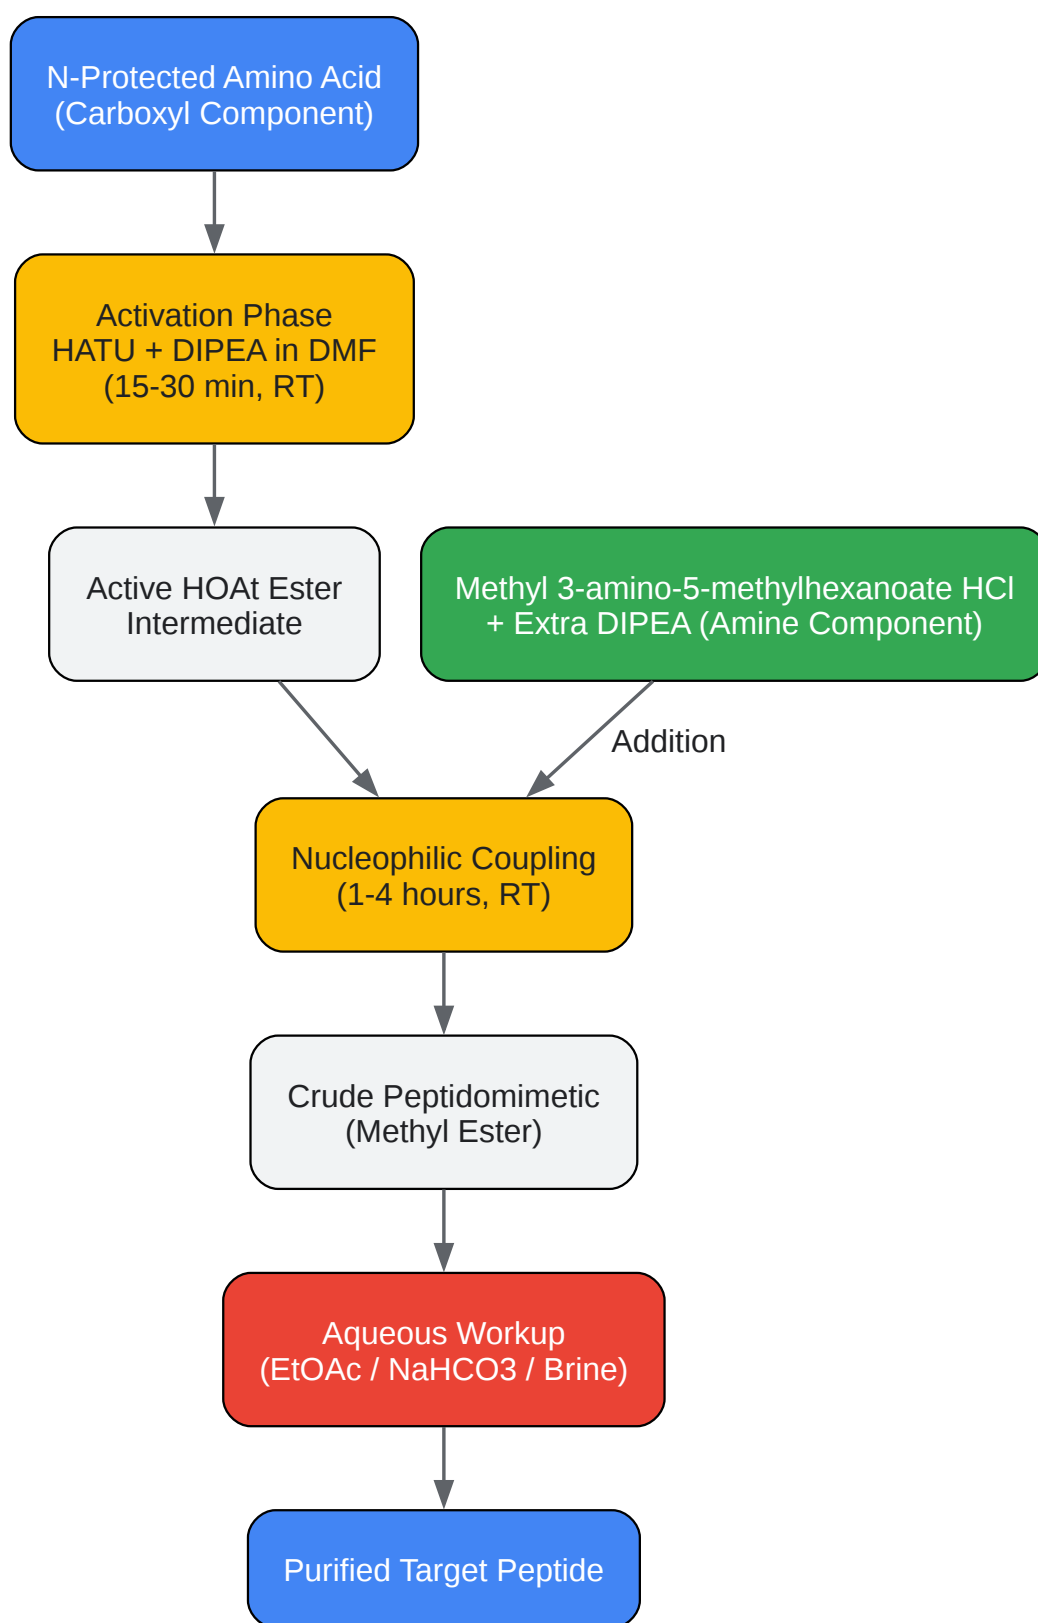 N-Protected Amino Acid
(Carboxyl Component)
Activation Phase
HATU + DIPEA in DMF
(15-30 min, RT)
Active HOAt Ester
Intermediate
Methyl 3-amino-5-methylhexanoate HCl
+ Extra DIPEA (Amine Component)
Addition
Nucleophilic Coupling
(1-4 hours, RT)
Crude Peptidomimetic
(Methyl Ester)
Aqueous Workup
(EtOAc / NaHCO3 / Brine)
Purified Target Peptide